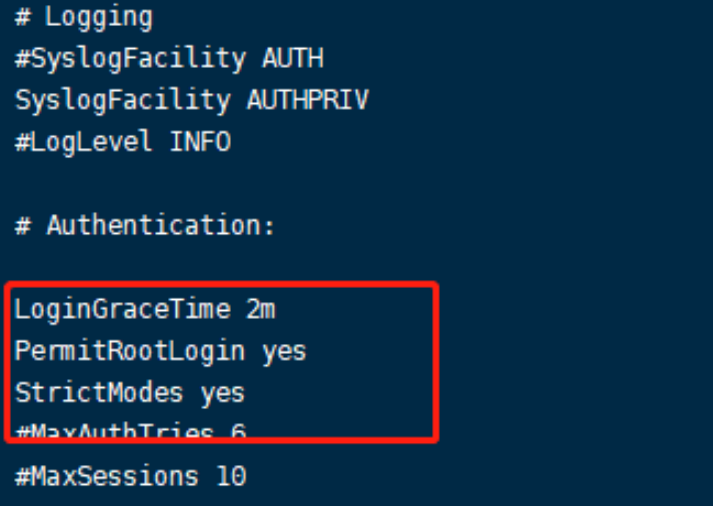 # Logging
#SyslogFacility AUTH
SyslogFacility AUTHPRIV
#LogLevel INFO
# Authentication:
LoginGraceTime 2m
PermitRootLogin yes
StrictModes yes
#MaxAuthTries 6
#MaxSessions 10